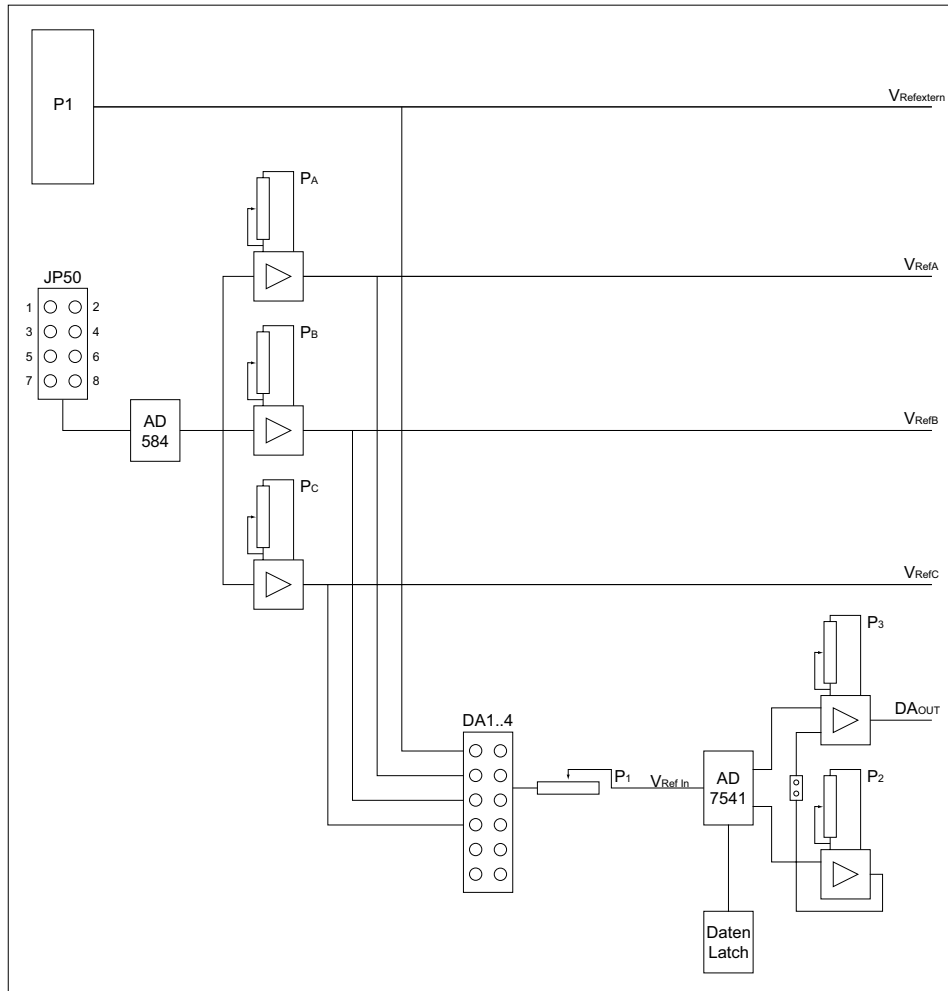 P1
VRefextern
PA
VRefA
JP50
1 2
3 4
5 6
7 8
PB
AD
584
VRefB
PC
VRefC
P3
DAOUT
DA1..4
P1
VRef In
AD
7541
P2
Daten
Latch